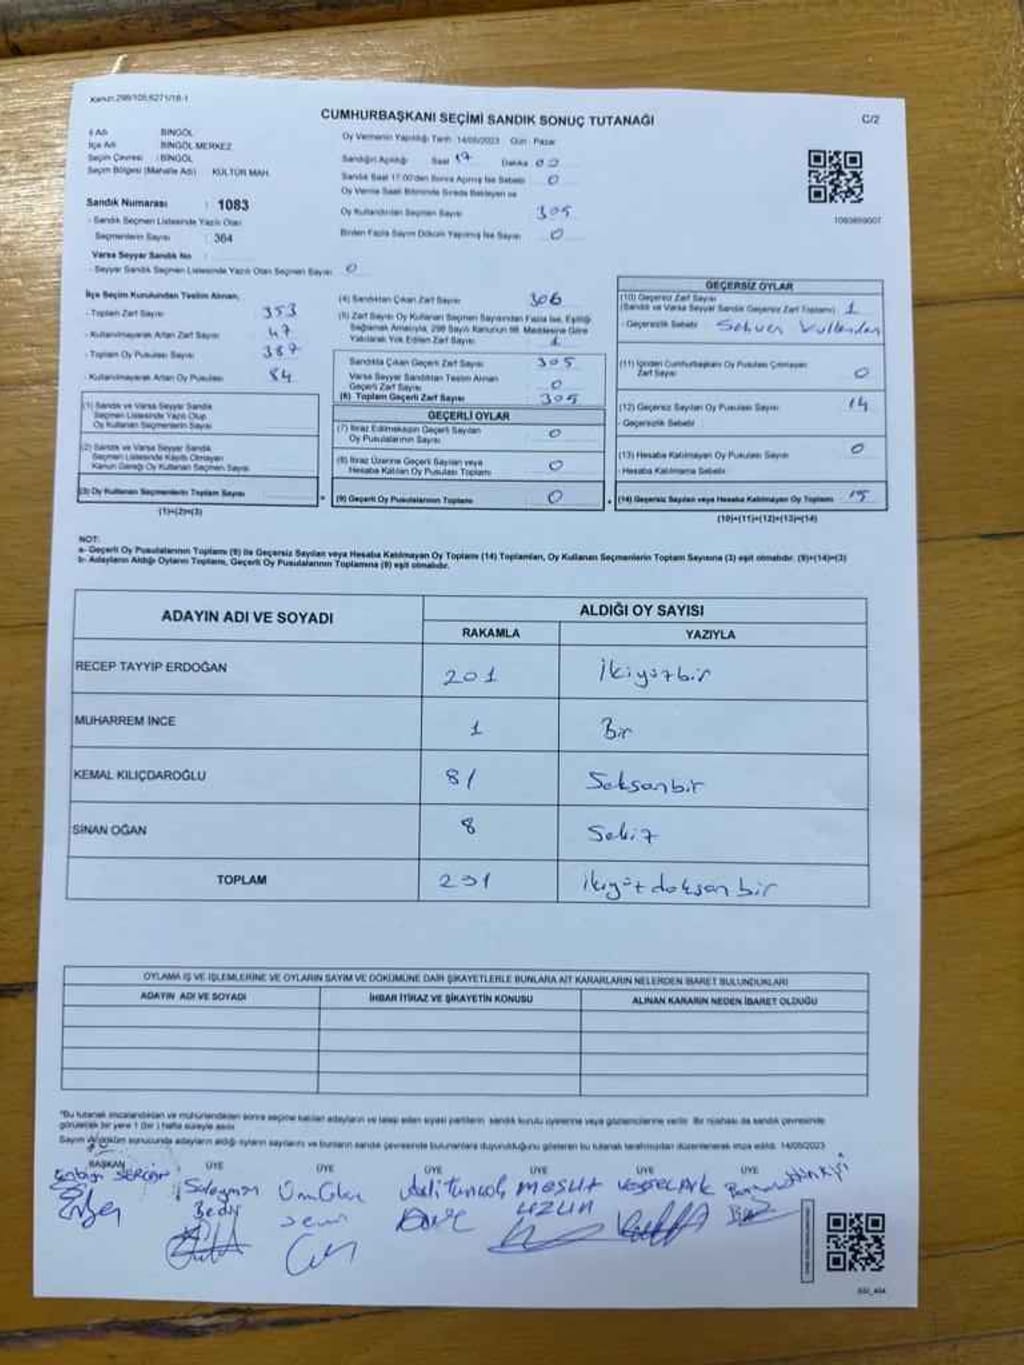 Kanun:298/105,6271/18-1
CUMHURBAŞKANI SEÇİMİ SANDIK SONUÇ TUTANAĞI
C/2
İl Adı BİNGÖL
İlçe Adı BİNGÖL MERKEZ
Seçim Çevresi : BİNGÖL
Seçim Bölgesi (Mahalle Adı) KÜLTÜR MAH.
Sandık Numarası : 1083
- Sandık Seçmen Listesinde Yazılı Olan
Seçmenlerin Sayısı : 364
Varsa Seyyar Sandık No
- Seyyar Sandık Seçmen Listesinde Yazılı Olan Seçmen Sayısı 0
Oy Vermenin Yapıldığı Tarih: 14/05/2023 Gün : Pazar
Sandığın Açıldığı Saat 17 Dakika 00
Sandık Saat 17:00'den Sonra Açılmış İse Sebebi 0
Oy Verme Saati Bitiminde Sırada Bekleyen ve
Oy Kullandırılan Seçmen Sayısı 305
Birden Fazla Sayım Döküm Yapılmış İse Sayısı 0
İlçe Seçim Kurulundan Teslim Alınan;
- Toplam Zarf Sayısı 353
- Kullanılmayarak Artan Zarf Sayısı 47
- Toplam Oy Pusulası Sayısı 387
- Kullanılmayarak Artan Oy Pusulası 84
(1) Sandık ve Varsa Seyyar Sandık
Seçmen Listesinde Yazılı Olup
Oy Kullanan Seçmenlerin Sayısı
(2) Sandık ve Varsa Seyyar Sandık
Seçmen Listesinde Kayıtlı Olmayan
Kanun Gereği Oy Kullanan Seçmen Sayısı
(3) Oy Kullanan Seçmenlerin Toplam Sayısı
(1)+(2)=(3)
(4) Sandıktan Çıkan Zarf Sayısı 306
(5) Zarf Sayısı Oy Kullanan Seçmen Sayısından Fazla İse, Eşitliği
Sağlamak Amacıyla, 298 Sayılı Kanunun 98. Maddesine Göre
Yakılarak Yok Edilen Zarf Sayısı 1
Sandıkta Çıkan Geçerli Zarf Sayısı 305
Varsa Seyyar Sandıktan Teslim Alınan
Geçerli Zarf Sayısı 0
(6) Toplam Geçerli Zarf Sayısı 305
GEÇERLİ OYLAR
(7) İtiraz Edilmeksizin Geçerli Sayılan
Oy Pusulalarının Sayısı 0
(8) İtiraz Üzerine Geçerli Sayılan veya
Hesaba Katılan Oy Pusulası Toplamı 0
(9) Geçerli Oy Pusulalarının Toplamı 0
GEÇERSİZ OYLAR
(10) Geçersiz Zarf Sayısı
(Sandık ve Varsa Seyyar Sandık Geçersiz Zarf Toplamı) 1
- Geçersizlik Sebebi
(11) İçinden Cumhurbaşkanı Oy Pusulası Çıkmayan
Zarf Sayısı 0
(12) Geçersiz Sayılan Oy Pusulası Sayısı 14
- Geçersizlik Sebebi
(13) Hesaba Katılmayan Oy Pusulası Sayısı 0
- Hesaba Katılmama Sebebi
(14) Geçersiz Sayılan veya Hesaba Katılmayan Oy Toplamı 15
(10)+(11)+(12)+(13)=(14)
NOT:
a- Geçerli Oy Pusulalarının Toplamı (9) ile Geçersiz Sayılan veya Hesaba Katılmayan Oy Toplamı (14) Toplamları, Oy Kullanan Seçmenlerin Toplam Sayısına (3) eşit olmalıdır. (9)+(14)=(3)
b- Adayların Aldığı Oyların Toplamı, Geçerli Oy Pusulalarının Toplamına (9) eşit olmalıdır.
ADAYIN ADI VE SOYADI
ALDIĞI OY SAYISI
RAKAMLA YAZIYLA
RECEP TAYYIP ERDOĞAN 201 İkiyüzbir
MUHARREM İNCE 1 Bir
KEMAL KILIÇDAROĞLU 81 Seksanbir
SİNAN OĞAN 8 Sekiz
TOPLAM 291 ikiyüzdoksan bir
OYLAMA İŞ VE İŞLEMLERİNE VE OYLARIN SAYIM VE DÖKÜMÜNE DAİR ŞİKAYETLERLE BUNLARA AİT KARARLARIN NELERDEN İBARET BULUNDUKLARI
ADAYIN ADI VE SOYADI İHBAR İTİRAZ VE ŞİKAYETİN KONUSU ALINAN KARARIN NEDEN İBARET OLDUĞU
*Bu tutanak imzalandıktan ve mühürlendikten sonra seçime katılan adayların ve talep eden siyasi partilerin sandık kurulu üyelerine veya gözlemcilerine verilir. Bir nüshası da sandık çevresinde
görülecek bir yere 1 (bir) hafta süreyle asılır.
Sayım döküm sonucunda adayların aldığı oyların sayılarını ve bunların sandık çevresinde bulunanlara duyurulduğunu gösteren bu tutanak tarafımızdan düzenlenerek imza edildi. 14/05/2023
BAŞKAN ÜYE ÜYE ÜYE ÜYE ÜYE ÜYE
Süleyman MESUT
UZUN